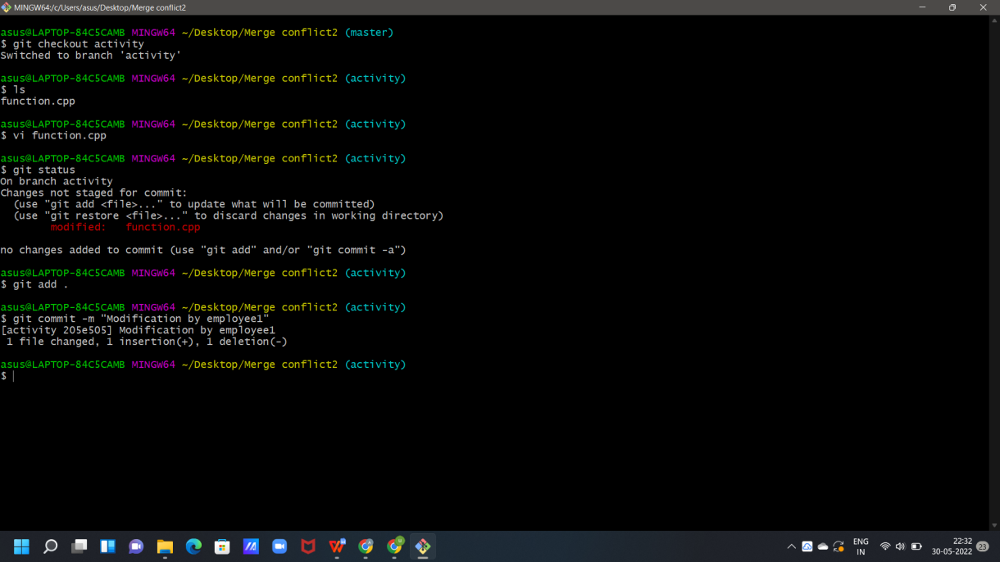 MINGW64:/c/Users/asus/Desktop/Merge conflict2
asus@LAPTOP-84C5CAMB MINGW64 ~/Desktop/Merge conflict2 (master)
$ git checkout activity
Switched to branch 'activity'
asus@LAPTOP-84C5CAMB MINGW64 ~/Desktop/Merge conflict2 (activity)
$ ls
function.cpp
asus@LAPTOP-84C5CAMB MINGW64 ~/Desktop/Merge conflict2 (activity)
$ vi function.cpp
asus@LAPTOP-84C5CAMB MINGW64 ~/Desktop/Merge conflict2 (activity)
$ git status
On branch activity
Changes not staged for commit:
  (use "git add <file>..." to update what will be committed)
  (use "git restore <file>..." to discard changes in working directory)
        modified:   function.cpp
no changes added to commit (use "git add" and/or "git commit -a")
asus@LAPTOP-84C5CAMB MINGW64 ~/Desktop/Merge conflict2 (activity)
$ git add .
asus@LAPTOP-84C5CAMB MINGW64 ~/Desktop/Merge conflict2 (activity)
$ git commit -m "Modification by employee1"
[activity 205e505] Modification by employee1
 1 file changed, 1 insertion(+), 1 deletion(-)
asus@LAPTOP-84C5CAMB MINGW64 ~/Desktop/Merge conflict2 (activity)
$
ENG 22:32
IN 30-05-2022 23